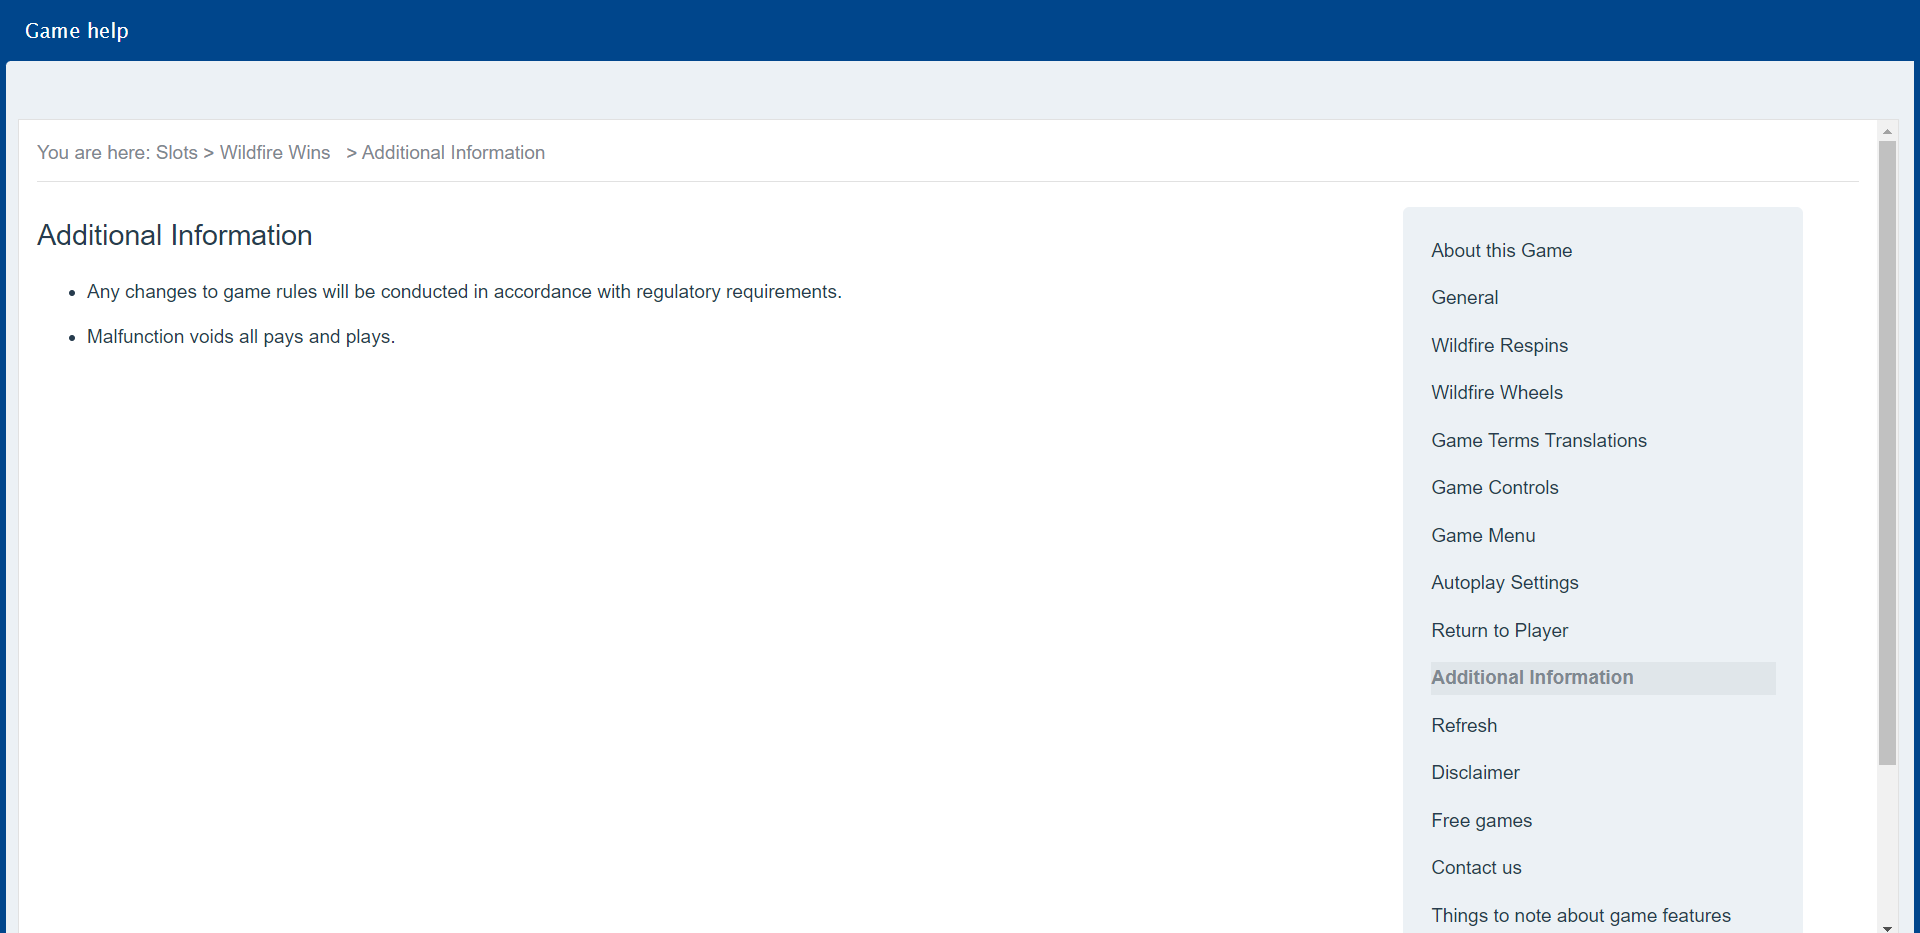 Game help
You are here: Slots > Wildfire Wins > Additional Information
Additional Information
• Any changes to game rules will be conducted in accordance with regulatory requirements.
• Malfunction voids all pays and plays.
About this Game
General
Wildfire Respins
Wildfire Wheels
Game Terms Translations
Game Controls
Game Menu
Autoplay Settings
Return to Player
Additional Information
Refresh
Disclaimer
Free games
Contact us
Things to note about game features